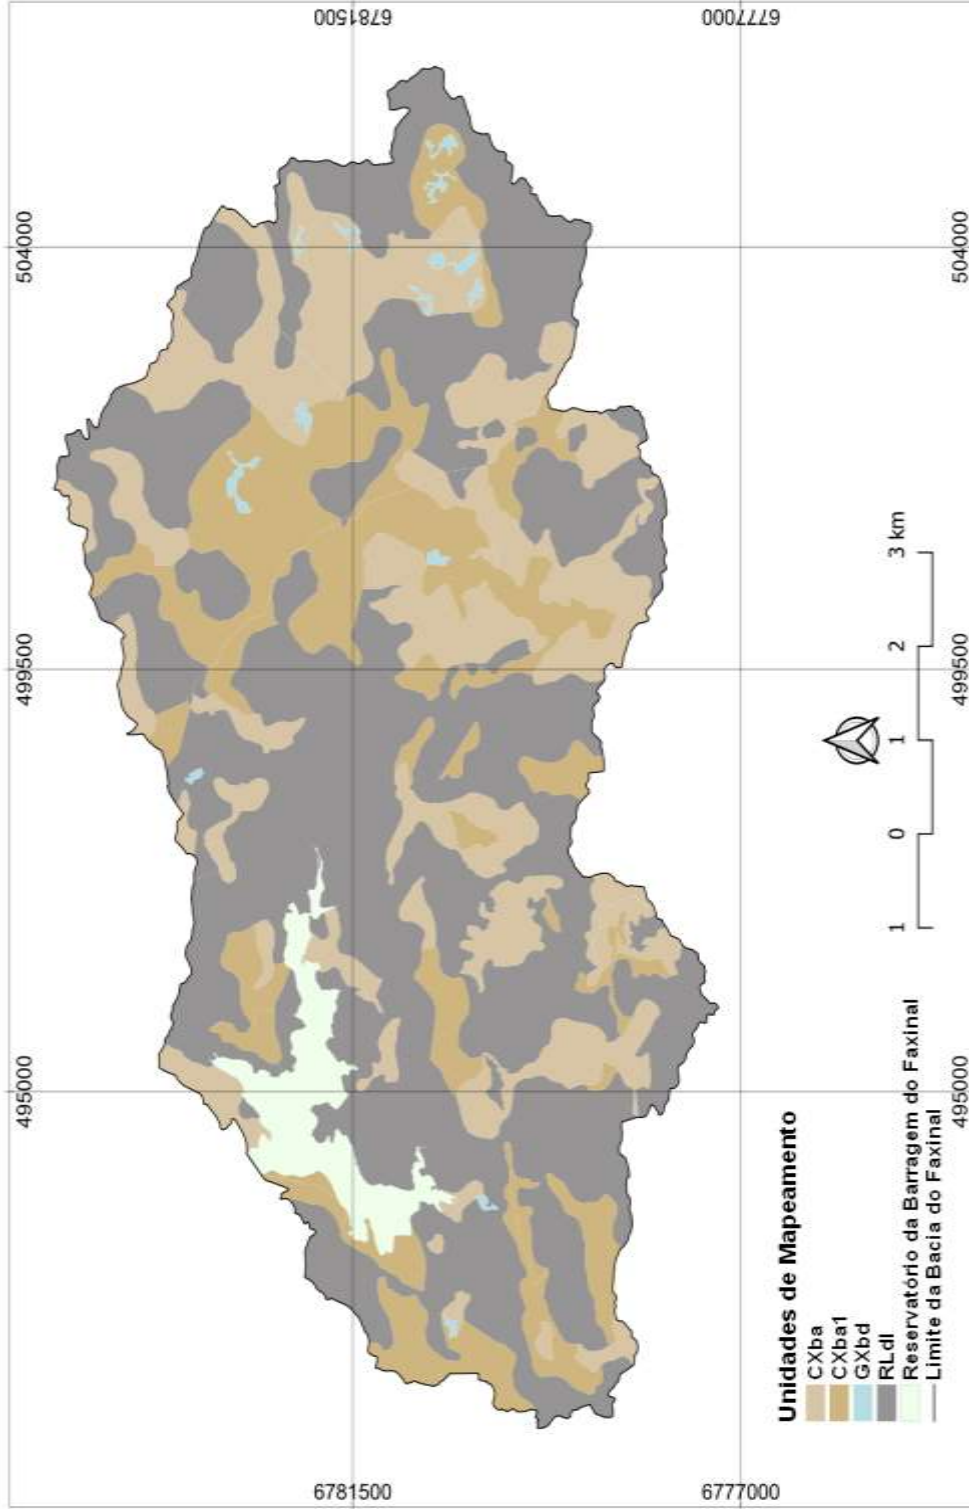 495000
499500
504000
6781500
6781500
6777000
6777000
495000
499500
504000
Unidades de Mapeamento
CXba
CXba1
GXbd
RLdl
Reservatório da Barragem do Faxinal
Limite da Bacia do Faxinal
1 0 1 2 3 km